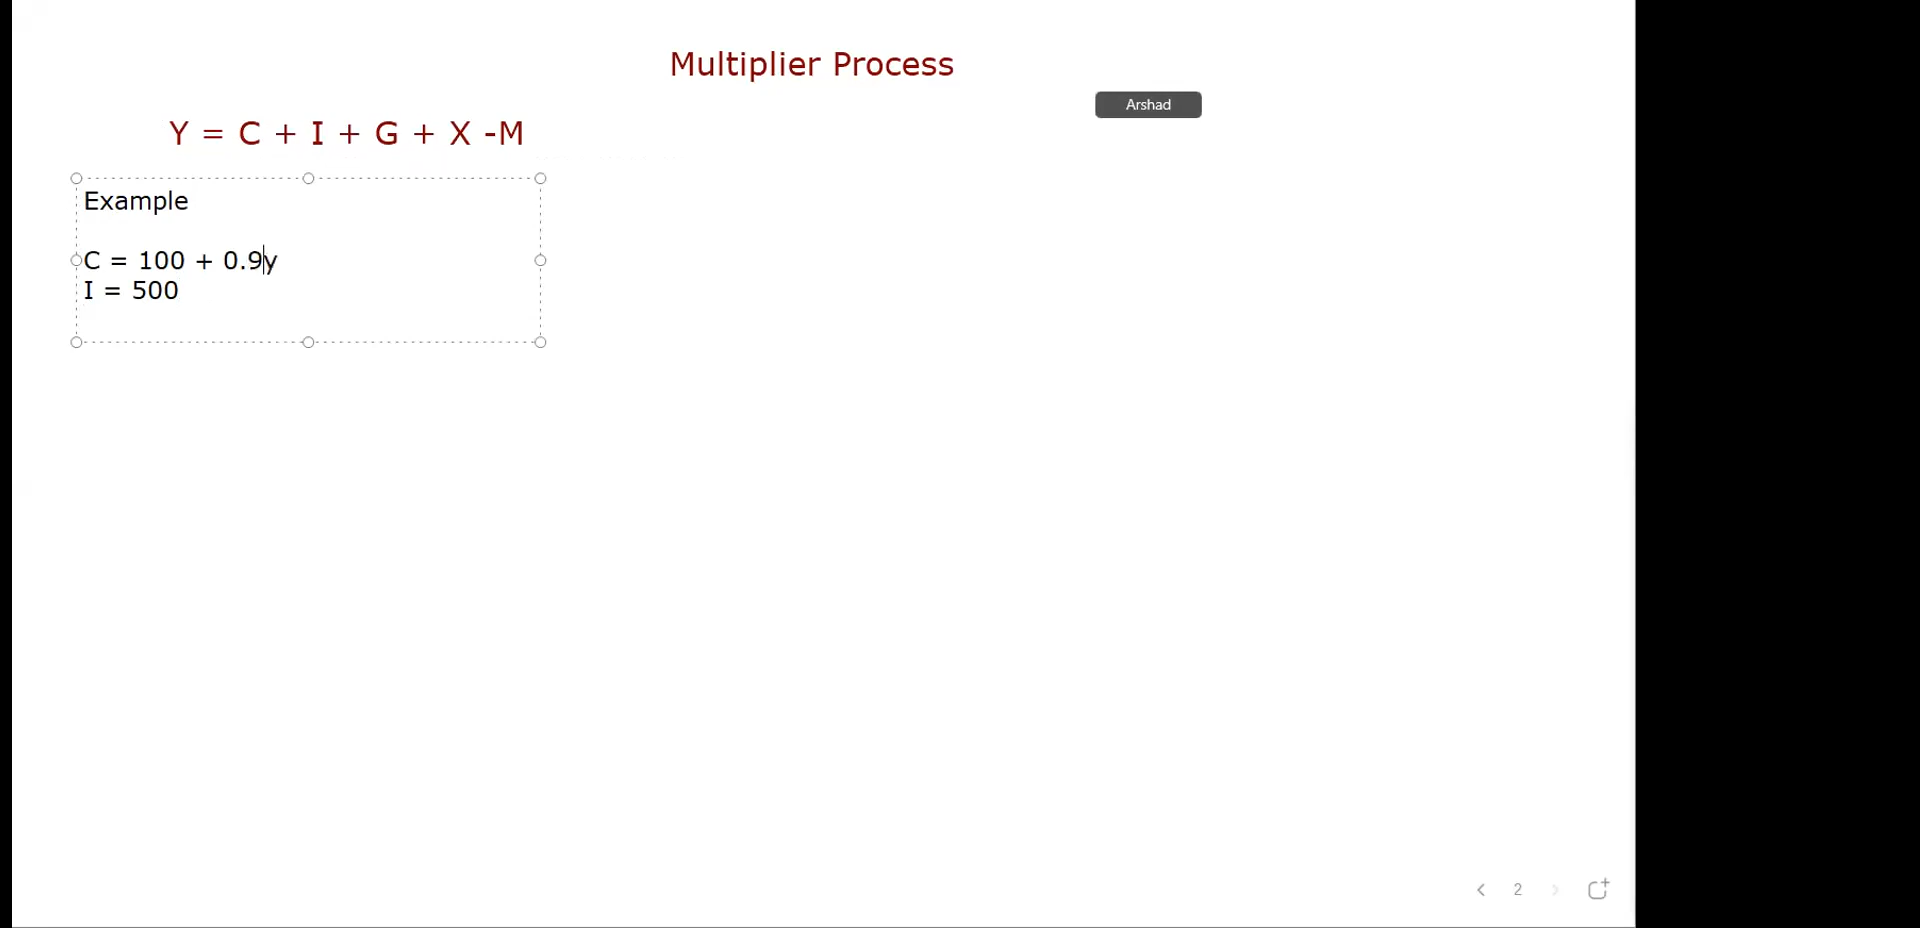 Multiplier Process
Arshad
Y = C + I + G + X -M
Example
C = 100 + 0.9y
I = 500
2